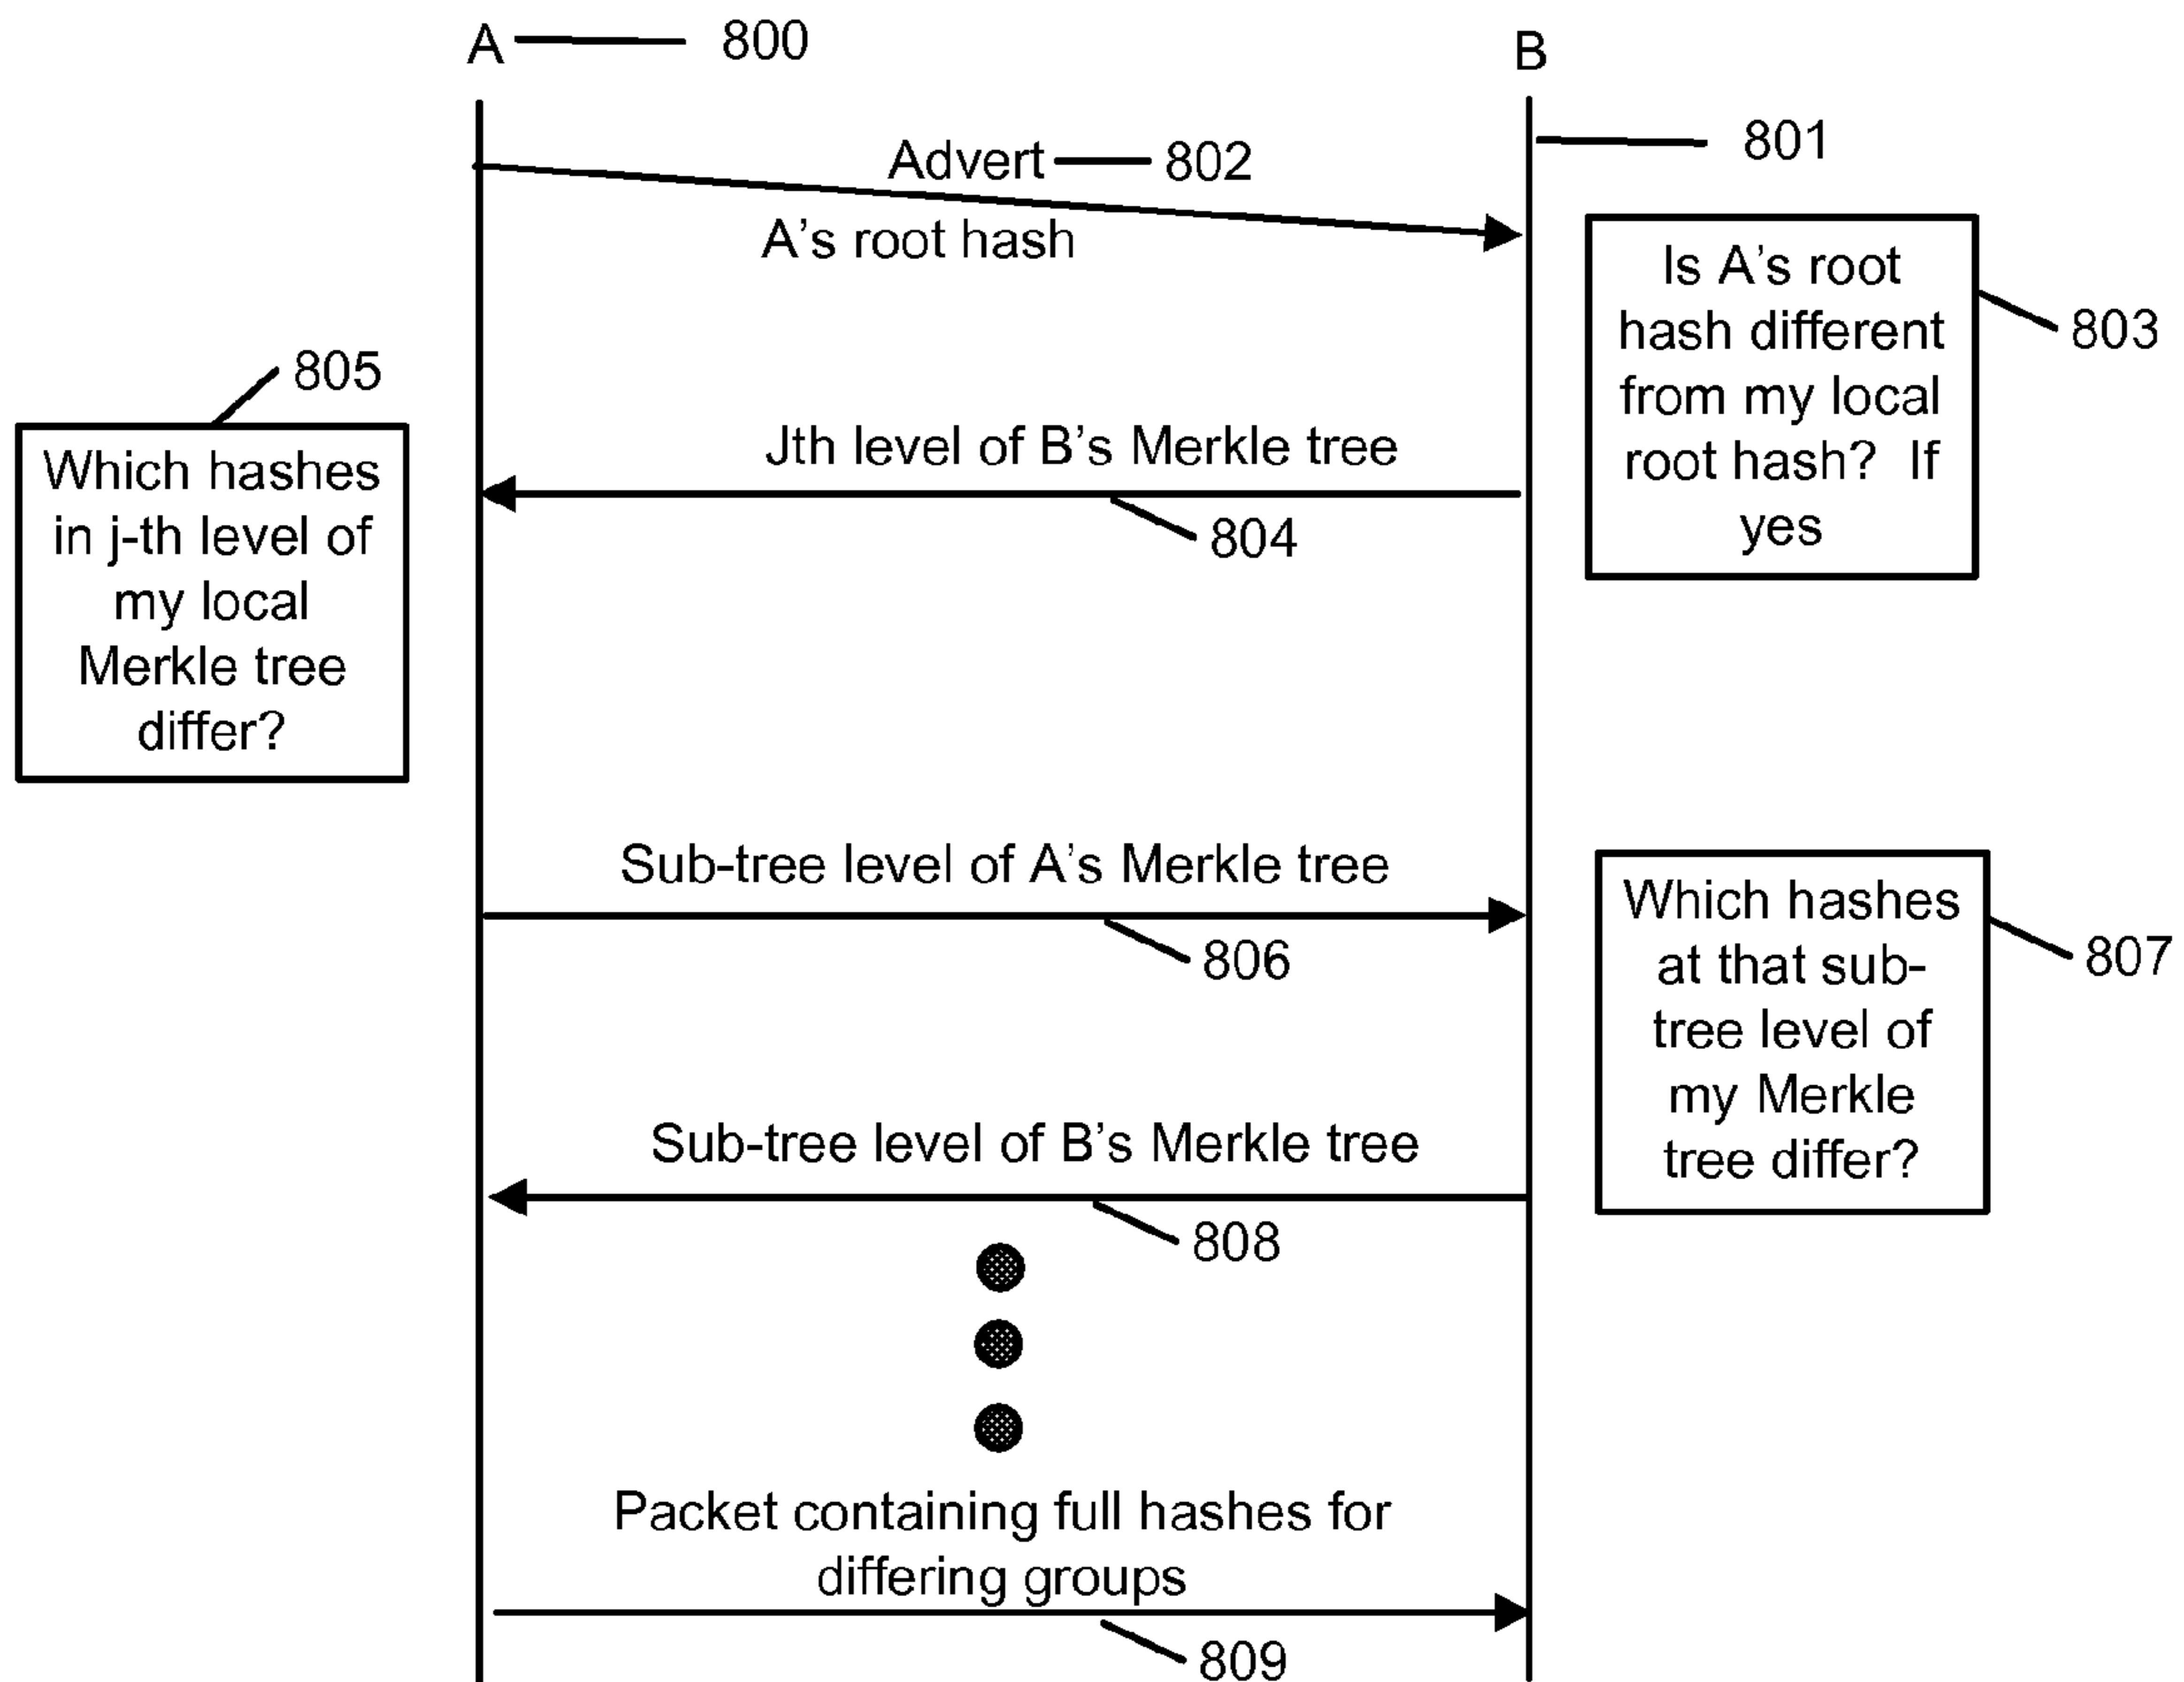 A 800
B
801
Advert 802
A's root hash
Is A's root
hash different
from my local
root hash? If
yes
803
805
Which hashes
in j-th level of
my local
Merkle tree
differ?
Jth level of B's Merkle tree
804
Sub-tree level of A's Merkle tree
806
Which hashes
at that sub-
tree level of
my Merkle
tree differ?
807
Sub-tree level of B's Merkle tree
808
Packet containing full hashes for
differing groups
809